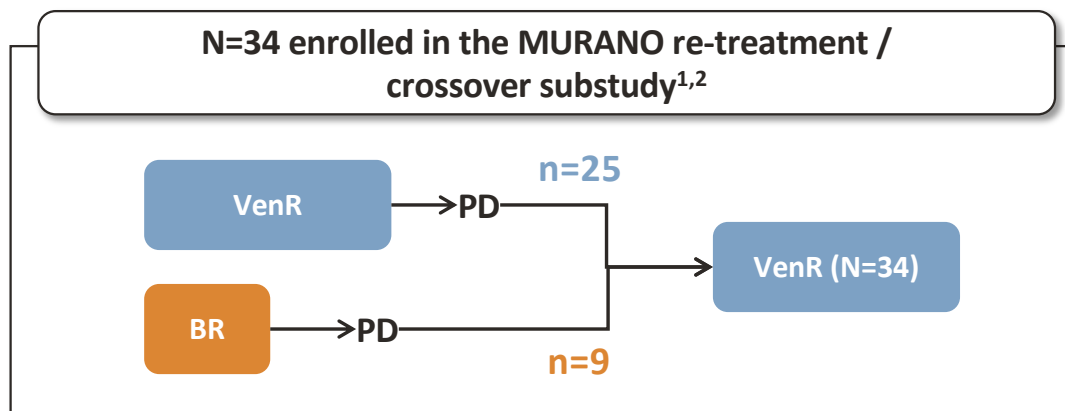 N=34 enrolled in the MURANO re-treatment /
crossover substudy1,2
n=25
VenR
PD
VenR (N=34)
BR
PD
n=9